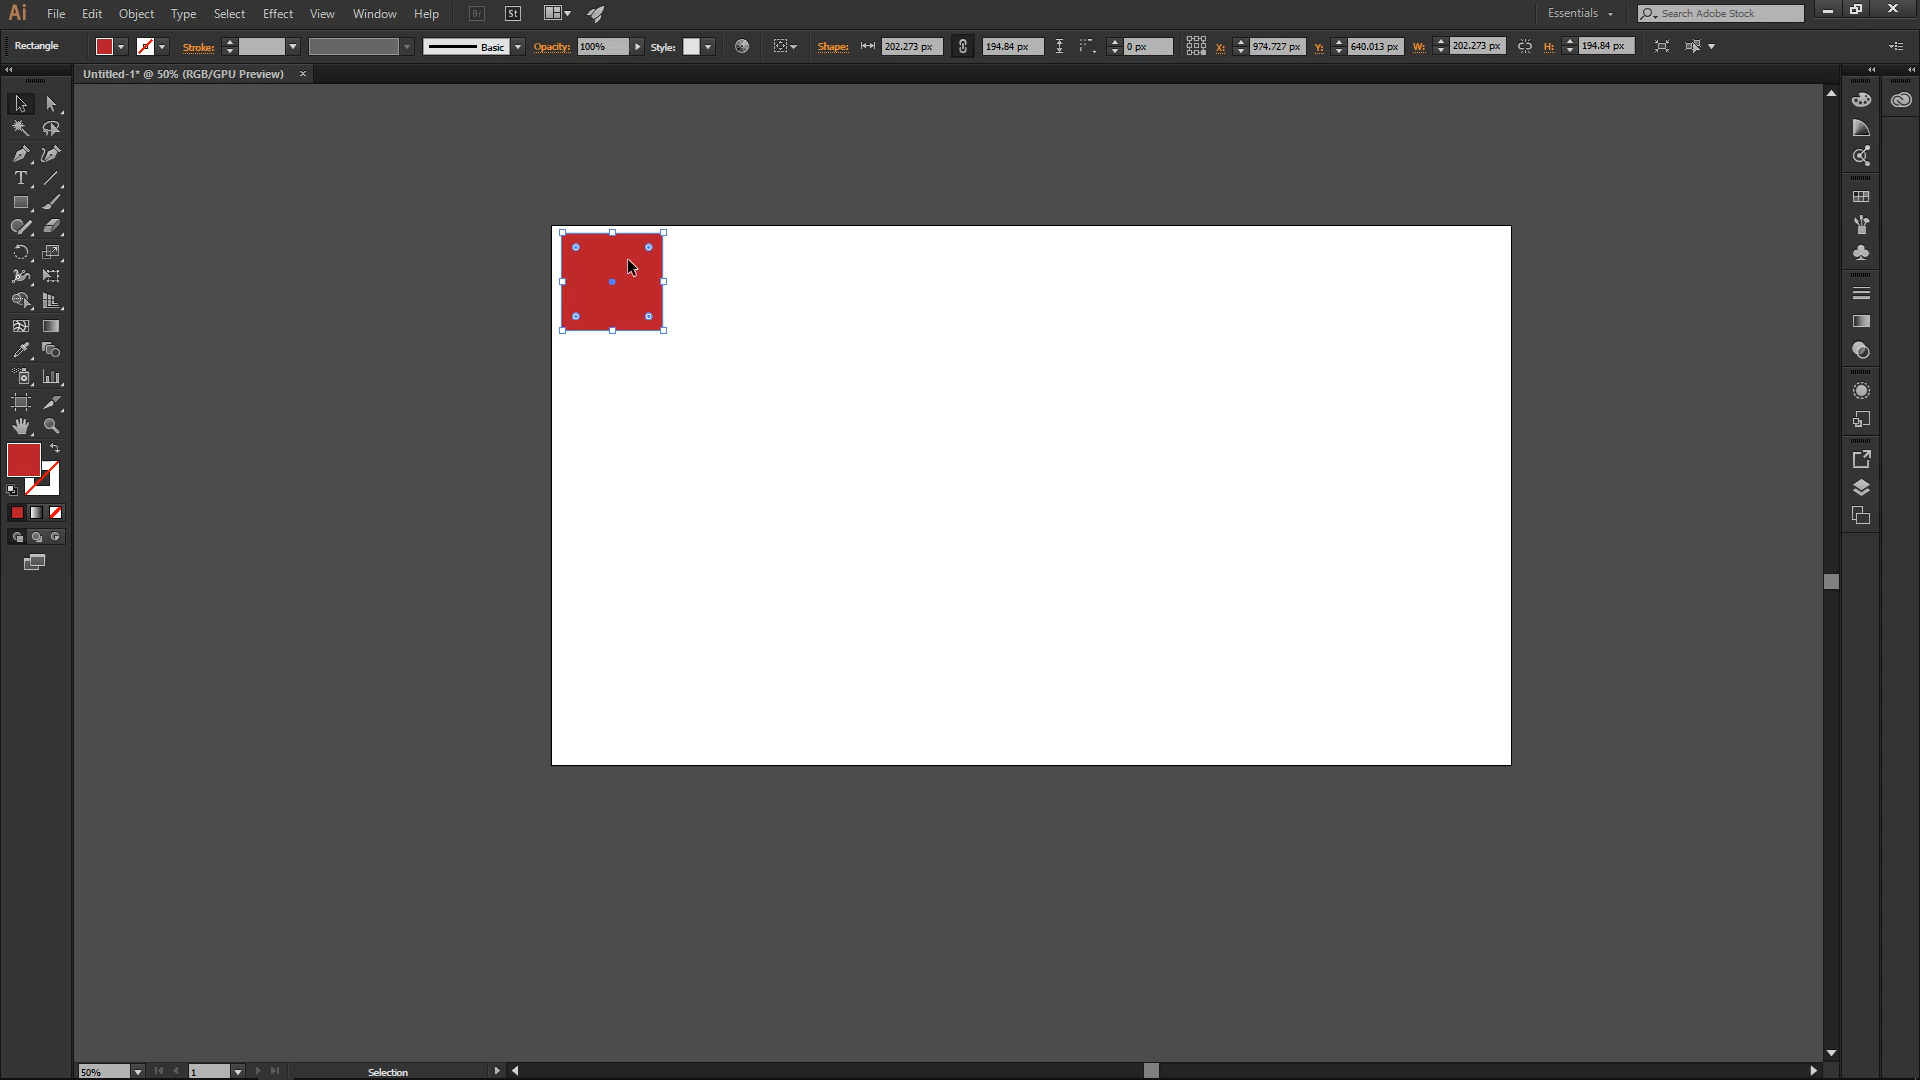 Ai File Edit Object Type Select Effect View Window Help Br St Essentials Search Adobe Stock
Rectangle Stroke: Basic Opacity: 100% Style: Shape: 202.273 px 194.84 px 0 px X: 974.727 px Y: 640.013 px W: 202.273 px H: 194.84 px
Untitled-1* @ 50% (RGB/GPU Preview) ×
T
50% 1 Selection